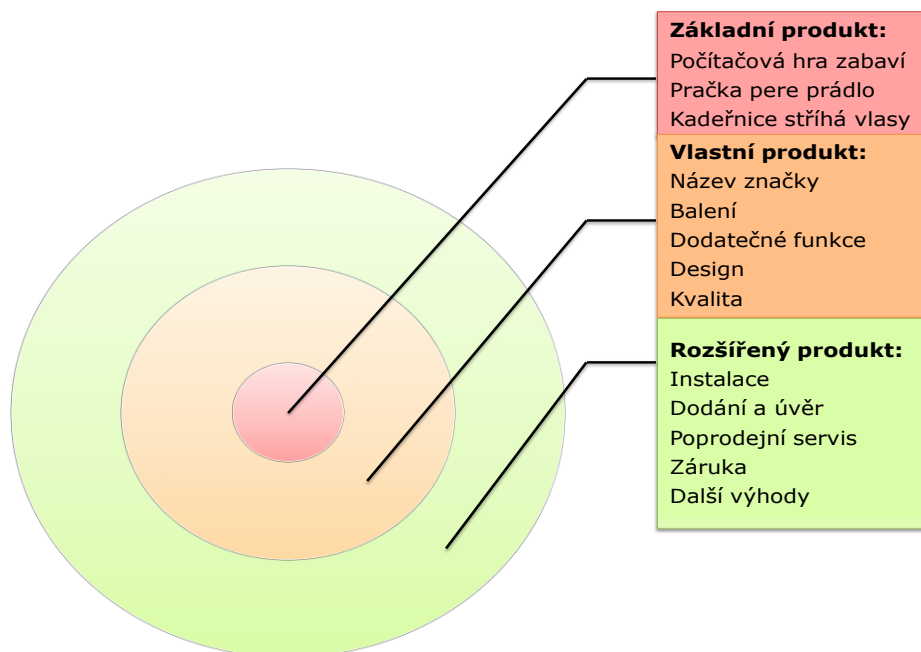 Základní produkt:
Počítačová hra zabaví
Pračka pere prádlo
Kadeřnice stříhá vlasy
Vlastní produkt:
Název značky
Balení
Dodatečné funkce
Design
Kvalita
Rozšířený produkt:
Instalace
Dodání a úvěr
Poprodejní servis
Záruka
Další výhody